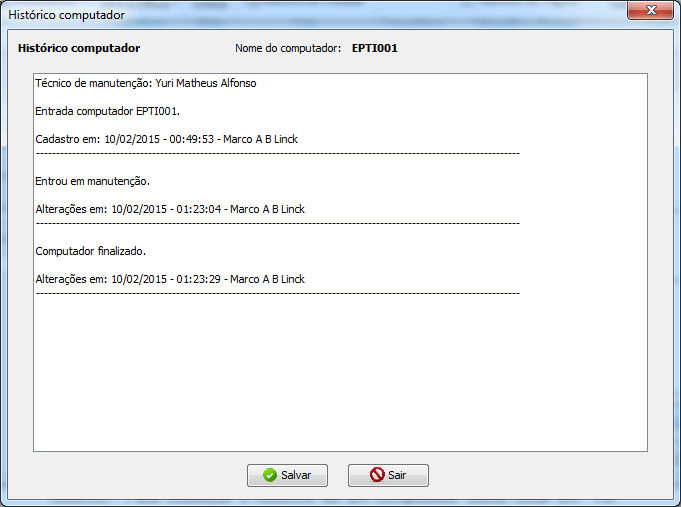 Histórico computador
Histórico computador Nome do computador: EPTI001
Técnico de manutenção: Yuri Matheus Alfonso
Entrada computador EPTI001.
Cadastro em: 10/02/2015 - 00:49:53 - Marco A B Linck
Entrou em manutenção.
Alterações em: 10/02/2015 - 01:23:04 - Marco A B Linck
Computador finalizado.
Alterações em: 10/02/2015 - 01:23:29 - Marco A B Linck
Salvar Sair